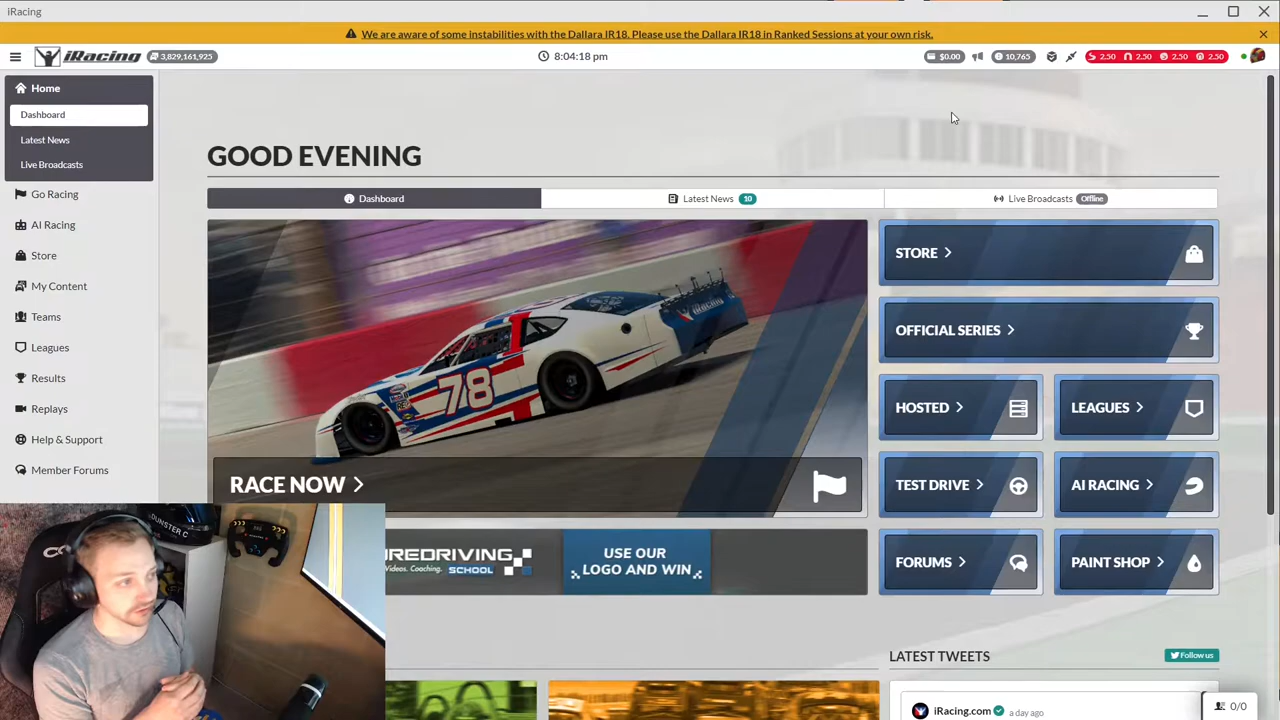 iRacing
We are aware of some instabilities with the Dallara IR18. Please use the Dallara IR18 in Ranked Sessions at your own risk.
iRacing 3,829,161,925 8:04:18 pm $0.00 10,765 2.50 2.50 2.50 2.50
Home
Dashboard
Latest News
Live Broadcasts
Go Racing
AI Racing
Store
My Content
Teams
Leagues
Results
Replays
Help & Support
Member Forums
GOOD EVENING
Dashboard Latest News 10 Live Broadcasts Offline
78
iRacing
RACE NOW
STORE
OFFICIAL SERIES
HOSTED LEAGUES
TEST DRIVE AI RACING
FORUMS PAINT SHOP
UREDRIVING
Videos. Coaching. SCHOOL
USE OUR
LOGO AND WIN
DUNSTER C
LATEST TWEETS Follow us
iRacing.com a day ago
0/0